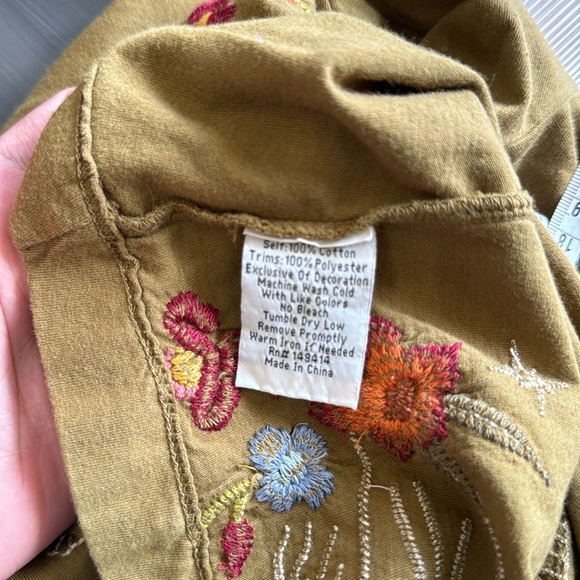 Self: 100% Cotton
Trims: 100% Polyester
Exclusive Of Decoration
Machine Wash Cold
With Like Colors
No Bleach
Tumble Dry Low
Remove Promptly
Warm Iron If Needed
Rn# 149414
Made In China